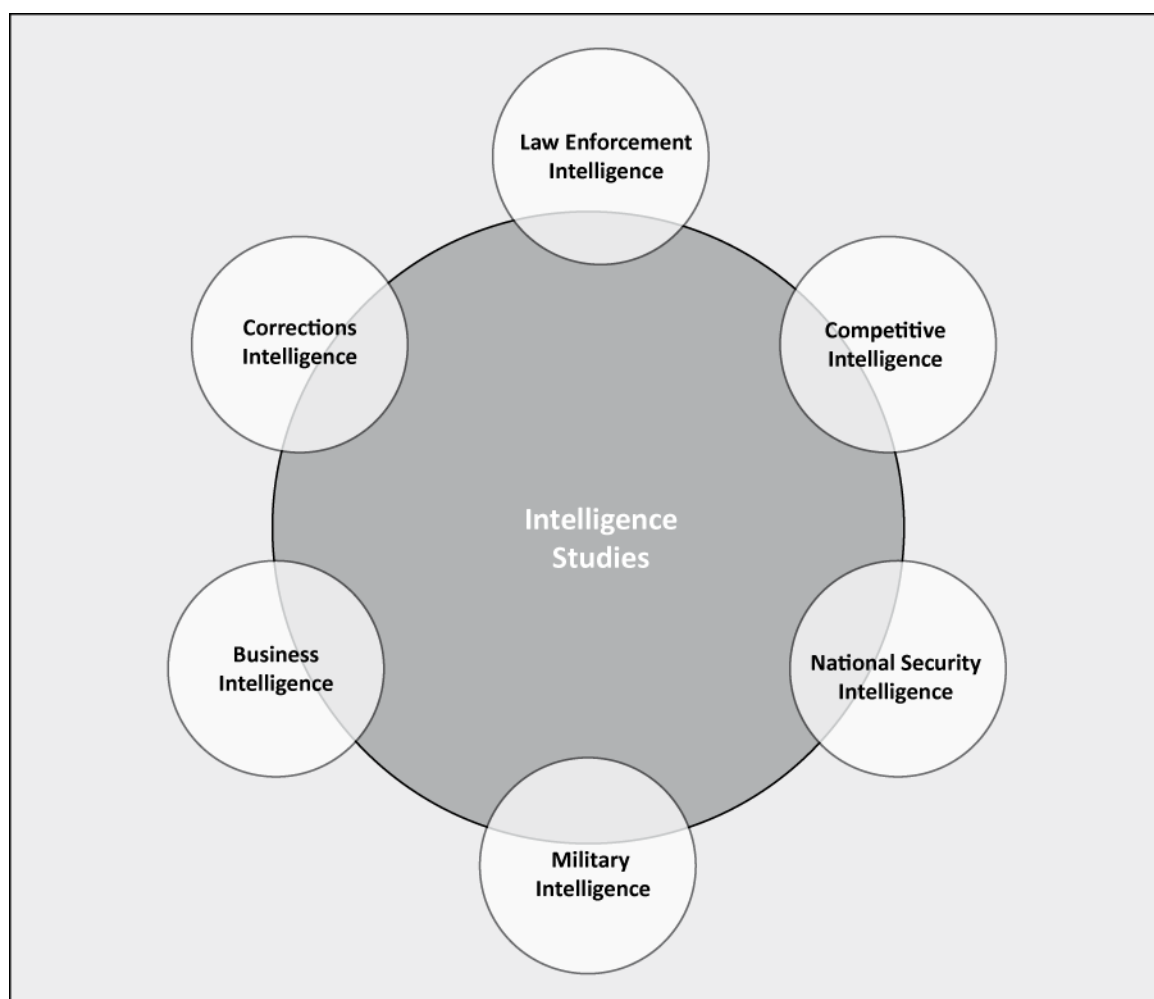 Law Enforcement
Intelligence
Corrections
Intelligence
Competitive
Intelligence
Intelligence
Studies
Business
Intelligence
National Security
Intelligence
Military
Intelligence